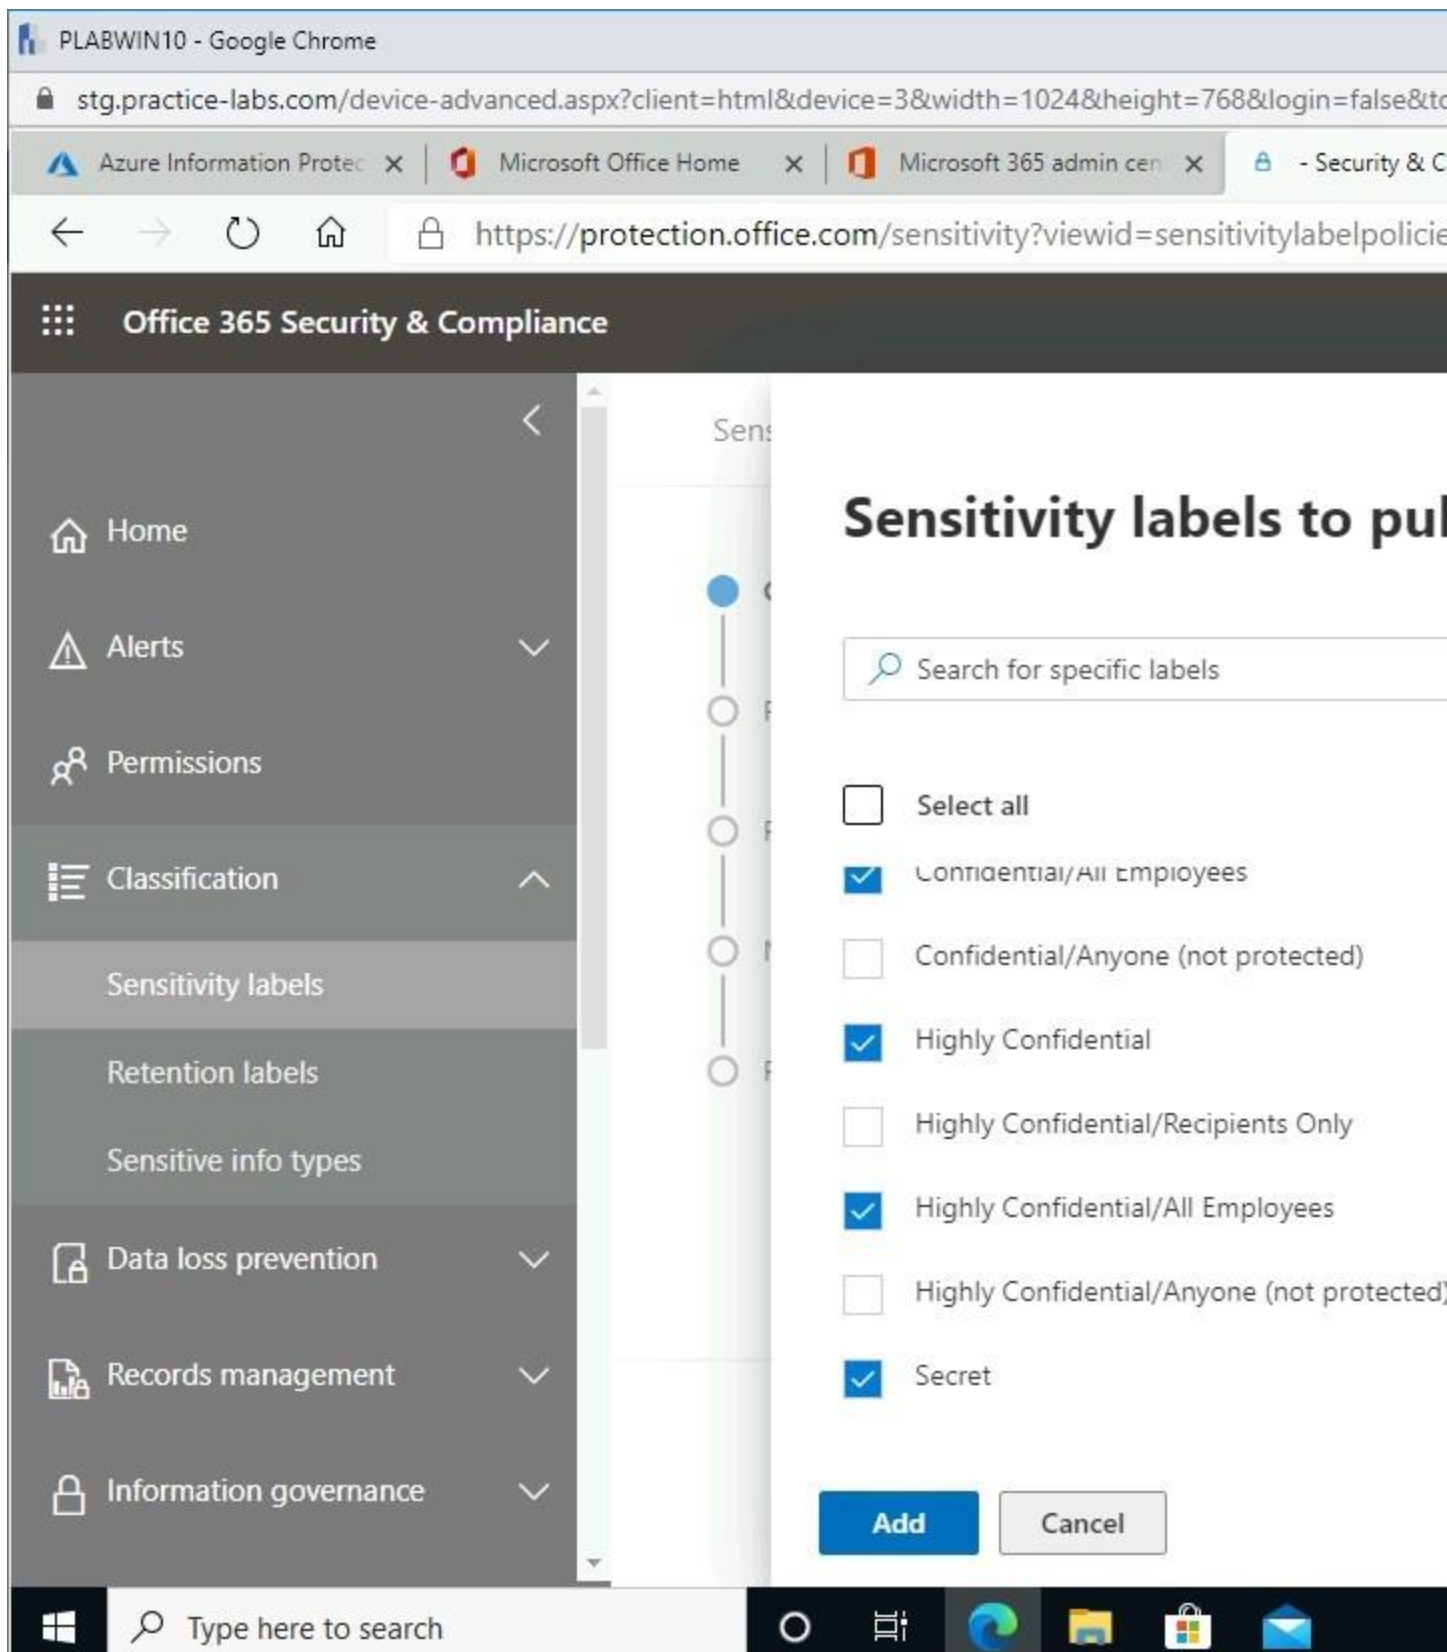 PLABWIN10 - Google Chrome
stg.practice-labs.com/device-advanced.aspx?client=html&device=3&width=1024&height=768&login=false&to
Azure Information Protec
Microsoft Office Home
Microsoft 365 admin cen
- Security & C
https://protection.office.com/sensitivity?viewid=sensitivitylabelpolicie
Office 365 Security & Compliance
Home
Alerts
Permissions
Classification
Sensitivity labels
Retention labels
Sensitive info types
Data loss prevention
Records management
Information governance
Sens
Sensitivity labels to pul
Search for specific labels
Select all
Confidential/All Employees
Confidential/Anyone (not protected)
Highly Confidential
Highly Confidential/Recipients Only
Highly Confidential/All Employees
Highly Confidential/Anyone (not protected)
Secret
Add
Cancel
Type here to search